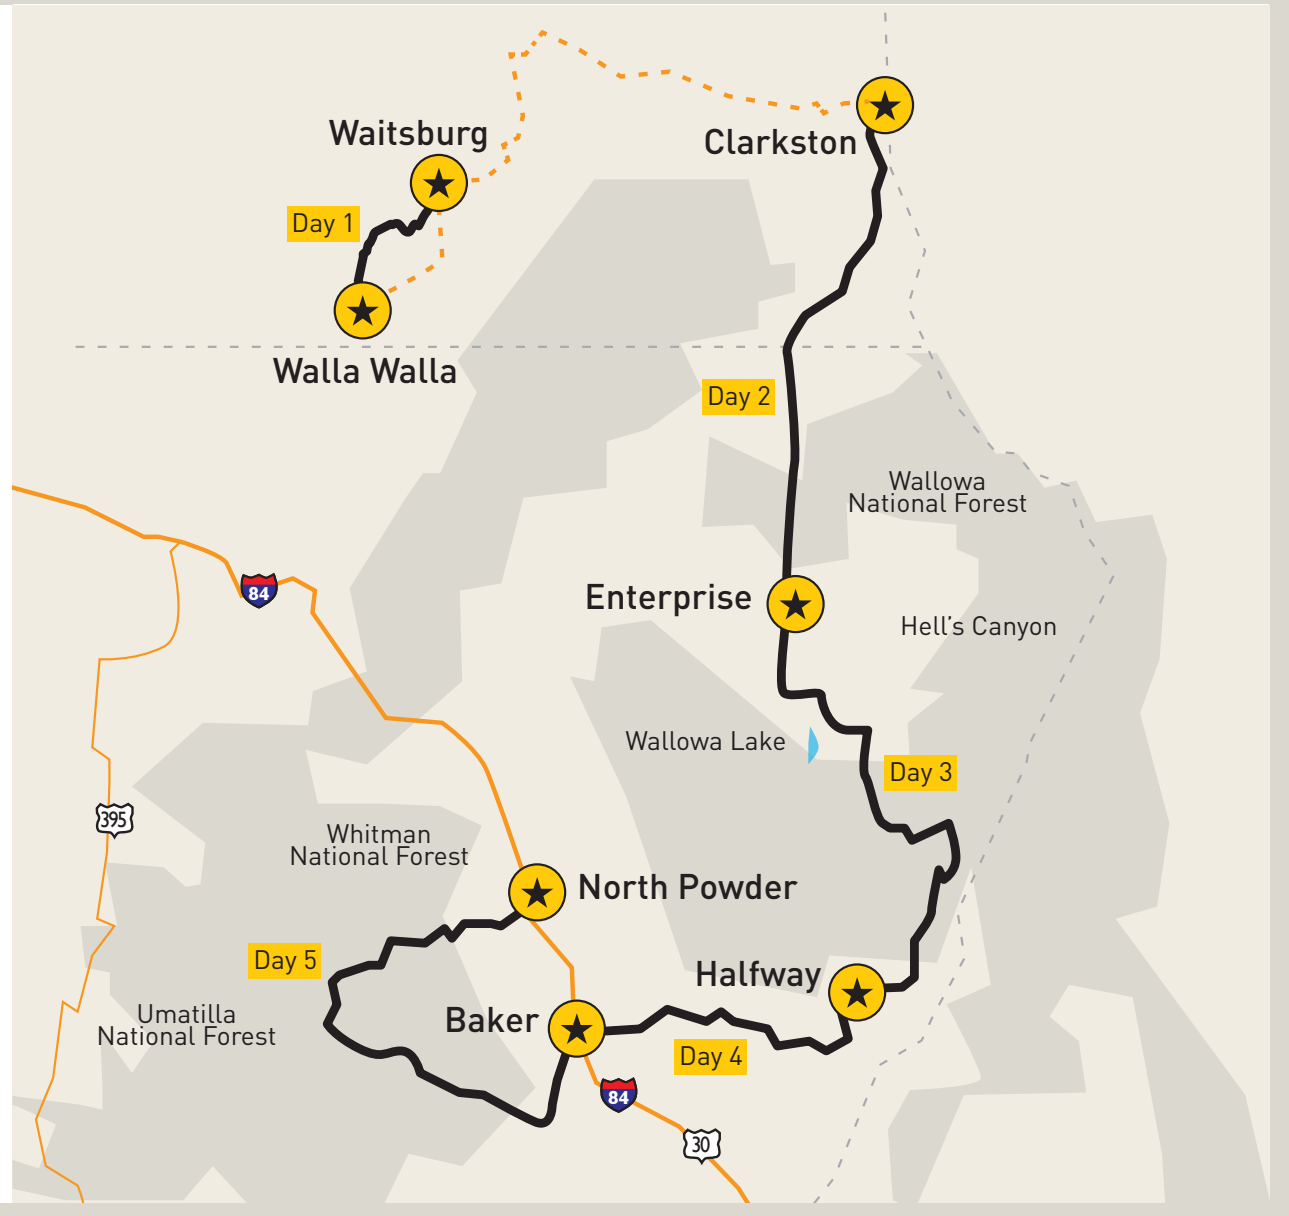 Waitsburg
Clarkston
Day 1
Walla Walla
Day 2
Wallowa
National Forest
84
Enterprise
Hell's Canyon
Wallowa Lake
Day 3
395
Whitman
National Forest
North Powder
Day 5
Halfway
Umatilla
National Forest
Baker
Day 4
84
30